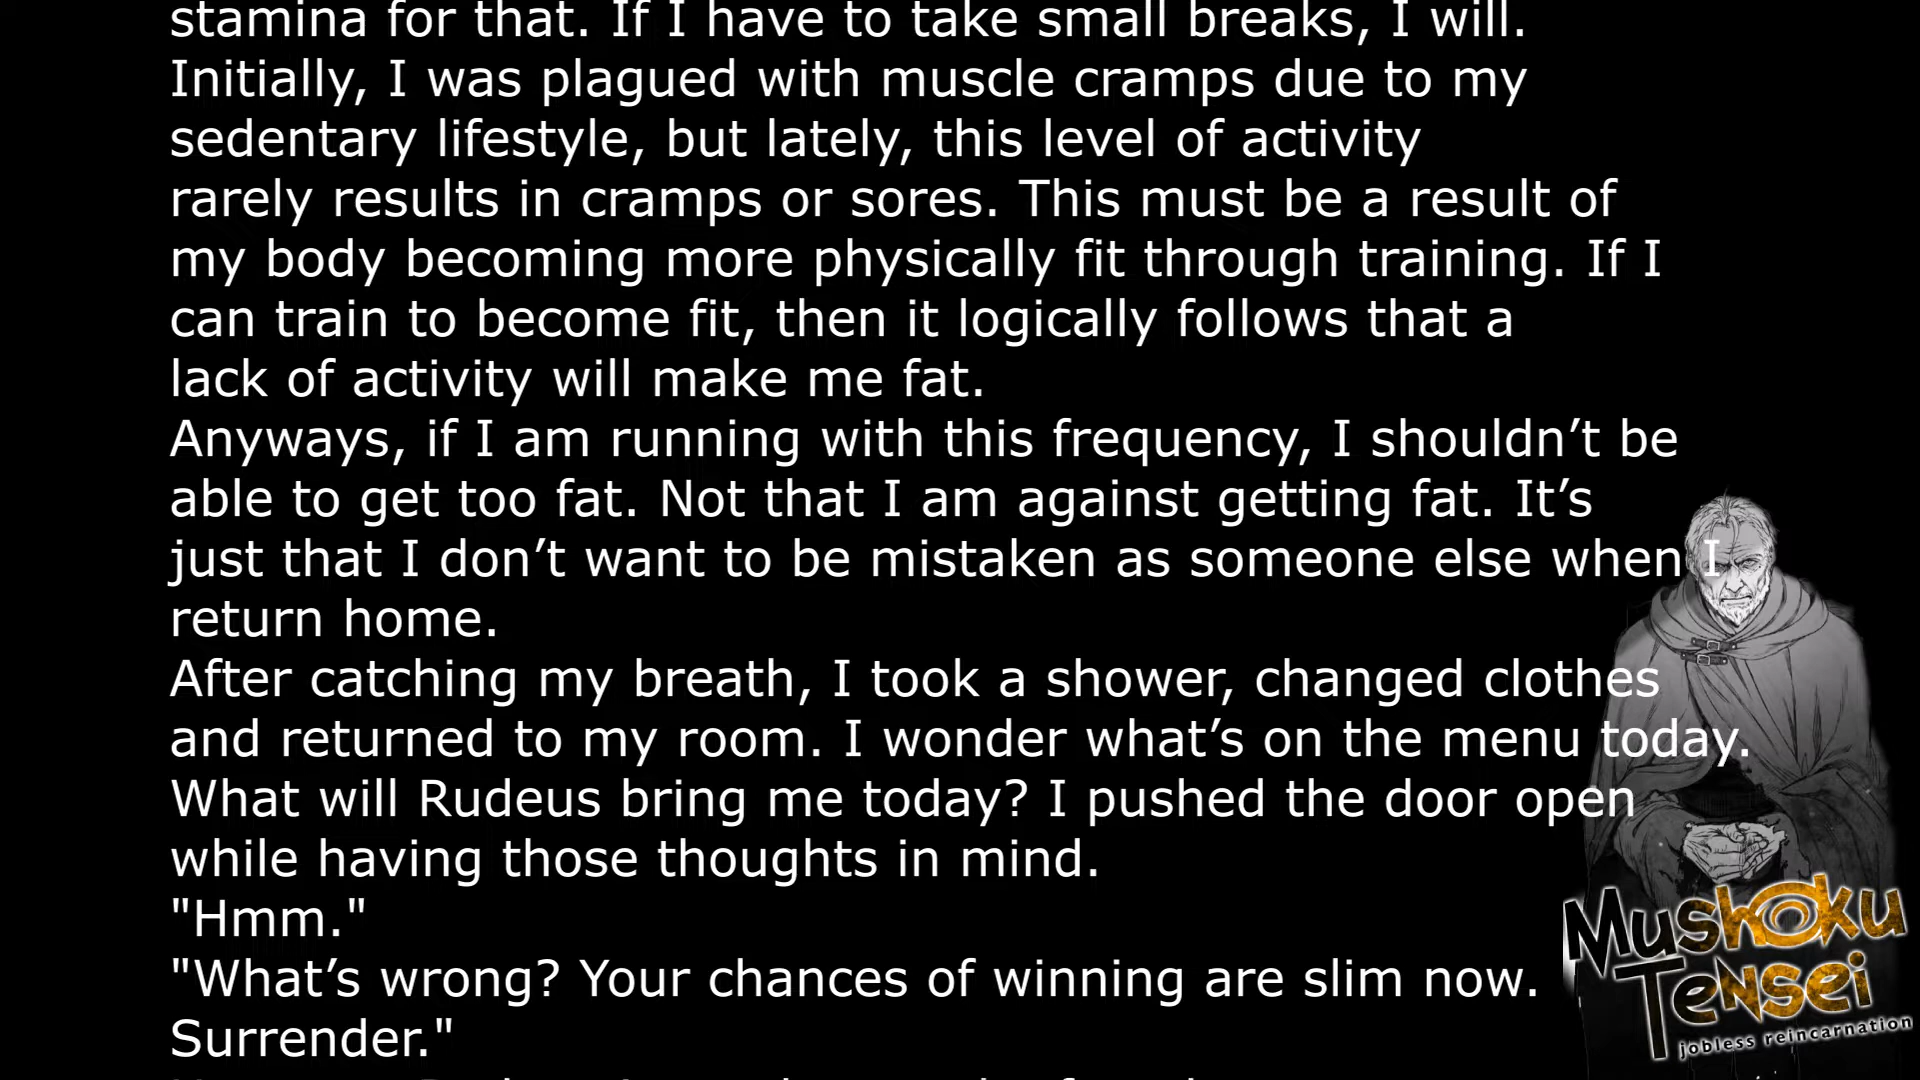 stamina for that. If I have to take small breaks, I will.
Initially, I was plagued with muscle cramps due to my
sedentary lifestyle, but lately, this level of activity
rarely results in cramps or sores. This must be a result of
my body becoming more physically fit through training. If I
can train to become fit, then it logically follows that a
lack of activity will make me fat.
Anyways, if I am running with this frequency, I shouldn’t be
able to get too fat. Not that I am against getting fat. It’s
just that I don’t want to be mistaken as someone else when I
return home.
After catching my breath, I took a shower, changed clothes
and returned to my room. I wonder what’s on the menu today.
What will Rudeus bring me today? I pushed the door open
while having those thoughts in mind.
"Hmm."
"What’s wrong? Your chances of winning are slim now.
Surrender."
Mushoku
Tensei
jobless reincarnation